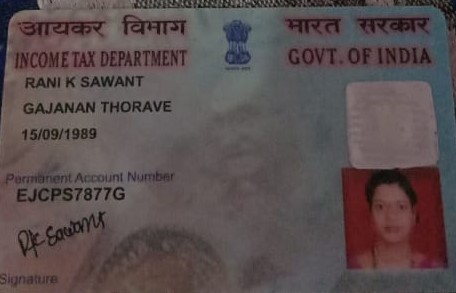 आयकर विभाग
भारत सरकार
INCOME TAX DEPARTMENT
GOVT. OF INDIA
RANI K SAWANT
GAJANAN THORAVE
15/09/1989
Permanent Account Number
EJCPS7877G
Rk Sawant
Signature